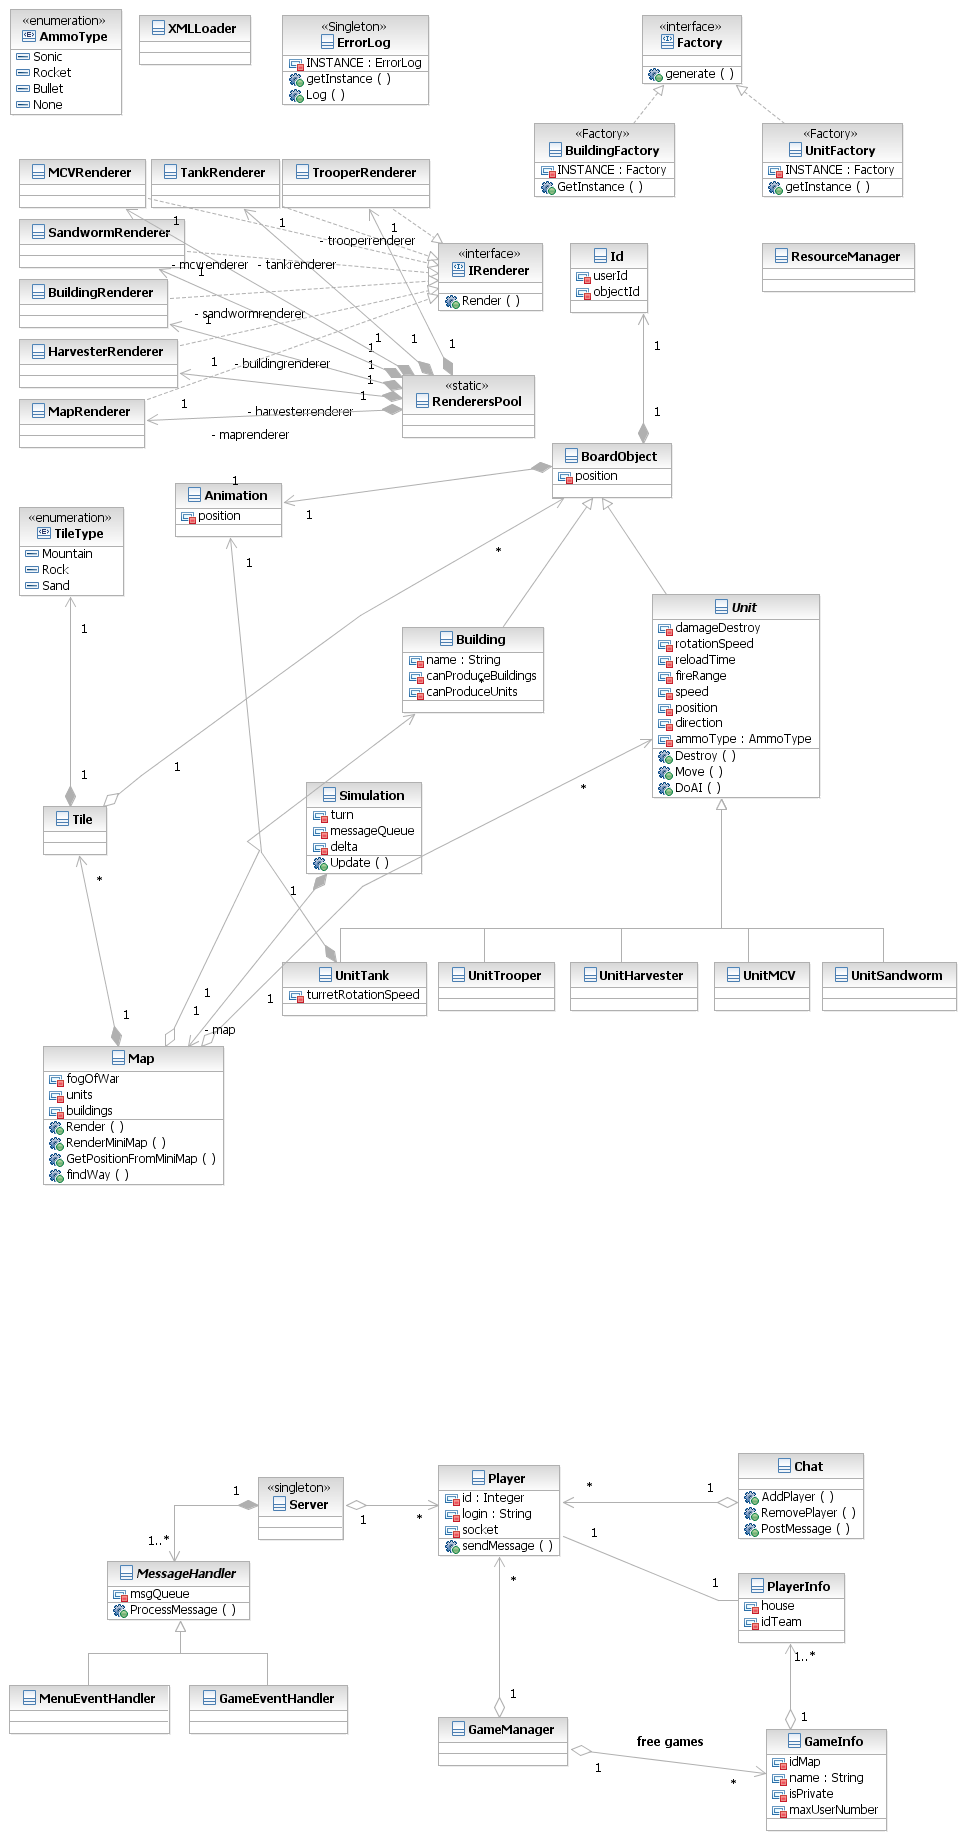 «enumeration»
AmmoType
Sonic
Rocket
Bullet
None
XMLLoader
«Singleton»
ErrorLog
INSTANCE : ErrorLog
getInstance ( )
Log ( )
«interface»
Factory
generate ( )
«Factory»
BuildingFactory
INSTANCE : Factory
GetInstance ( )
«Factory»
UnitFactory
INSTANCE : Factory
getInstance ( )
MCVRenderer
TankRenderer
TrooperRenderer
SandwormRenderer
BuildingRenderer
HarvesterRenderer
MapRenderer
1
1
1
- trooperrenderer
- mcvrenderer
1
- tankrenderer
- sandwormrenderer
1
1
- buildingrenderer
1
- harvesterrenderer
- maprenderer
1
1
1
1
1
1
«interface»
IRenderer
Render ( )
«static»
RenderersPool
Id
userId
objectId
1
1
ResourceManager
BoardObject
position
1
Animation
position
1
1
«enumeration»
TileType
Mountain
Rock
Sand
1
1
*
1
Building
name : String
canProduceBuildings
canProduceUnits
*
Unit
damageDestroy
rotationSpeed
reloadTime
fireRange
speed
position
direction
ammoType : AmmoType
Destroy ( )
Move ( )
DoAI ( )
*
Tile
*
1
Simulation
turn
messageQueue
delta
Update ( )
1
1
1
1
- map
UnitTank
turretRotationSpeed
UnitTrooper
UnitHarvester
UnitMCV
UnitSandworm
Map
fogOfWar
units
buildings
Render ( )
RenderMiniMap ( )
GetPositionFromMiniMap ( )
findWay ( )
«singleton»
Server
1
1..*
1
*
Player
id : Integer
login : String
socket
sendMessage ( )
*
1
Chat
AddPlayer ( )
RemovePlayer ( )
PostMessage ( )
MessageHandler
msgQueue
ProcessMessage ( )
1
1
PlayerInfo
house
idTeam
1..*
1
*
1
MenuEventHandler
GameEventHandler
GameManager
free games
1
*
GameInfo
idMap
name : String
isPrivate
maxUserNumber